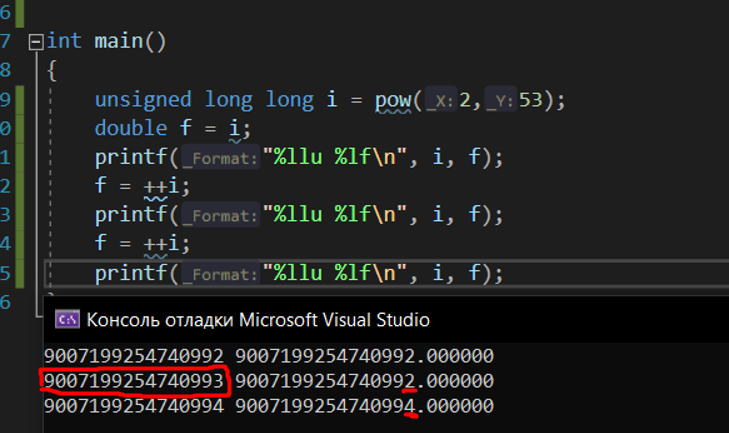 6
7 int main()
8 {
9 unsigned long long i = pow(_X:2,_Y:53);
0 double f = i;
1 printf(_Format:"%llu %lf\n", i, f);
2 f = ++i;
3 printf(_Format:"%llu %lf\n", i, f);
4 f = ++i;
5 printf(_Format:"%llu %lf\n", i, f);
6
C:\ Консоль отладки Microsoft Visual Studio
9007199254740992 9007199254740992.000000
9007199254740993 9007199254740992.000000
9007199254740994 9007199254740994.000000